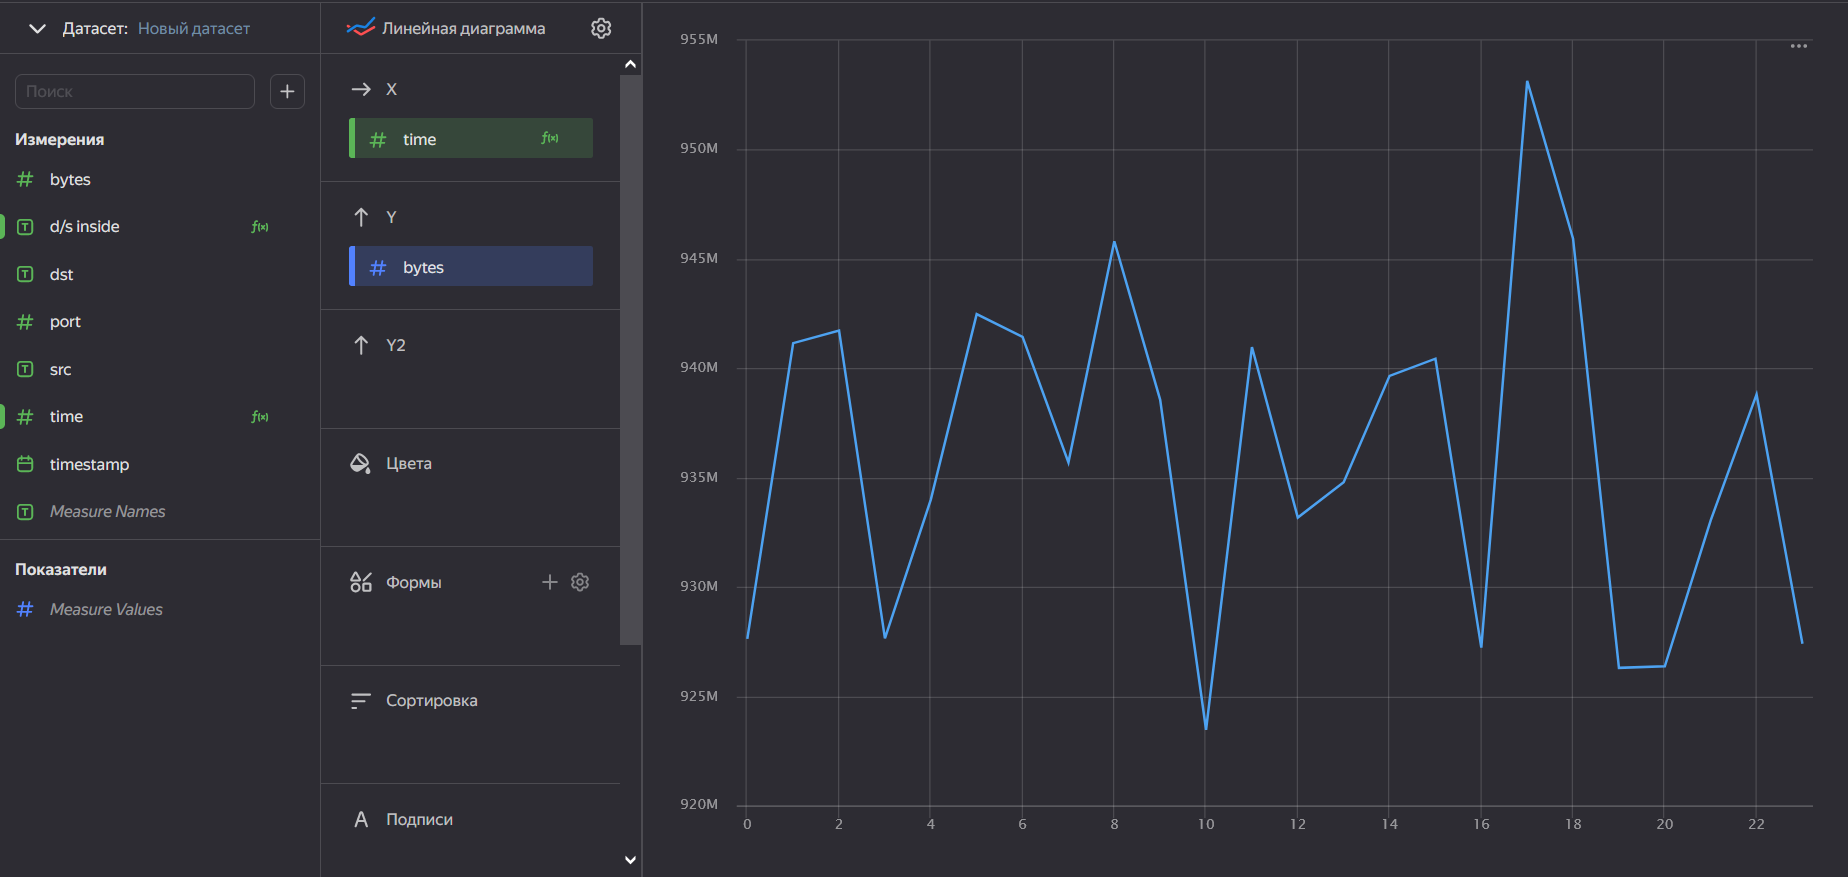 Датасет: Новый датасет
Поиск
Измерения
bytes
d/s inside
f(x)
dst
port
src
time
f(x)
timestamp
Measure Names
Показатели
Measure Values
Линейная диаграмма
X
time
f(x)
Y
bytes
Y2
Цвета
Формы
Сортировка
Подписи
955M
950M
945M
940M
935M
930M
925M
920M
0 2 4 6 8 10 12 14 16 18 20 22